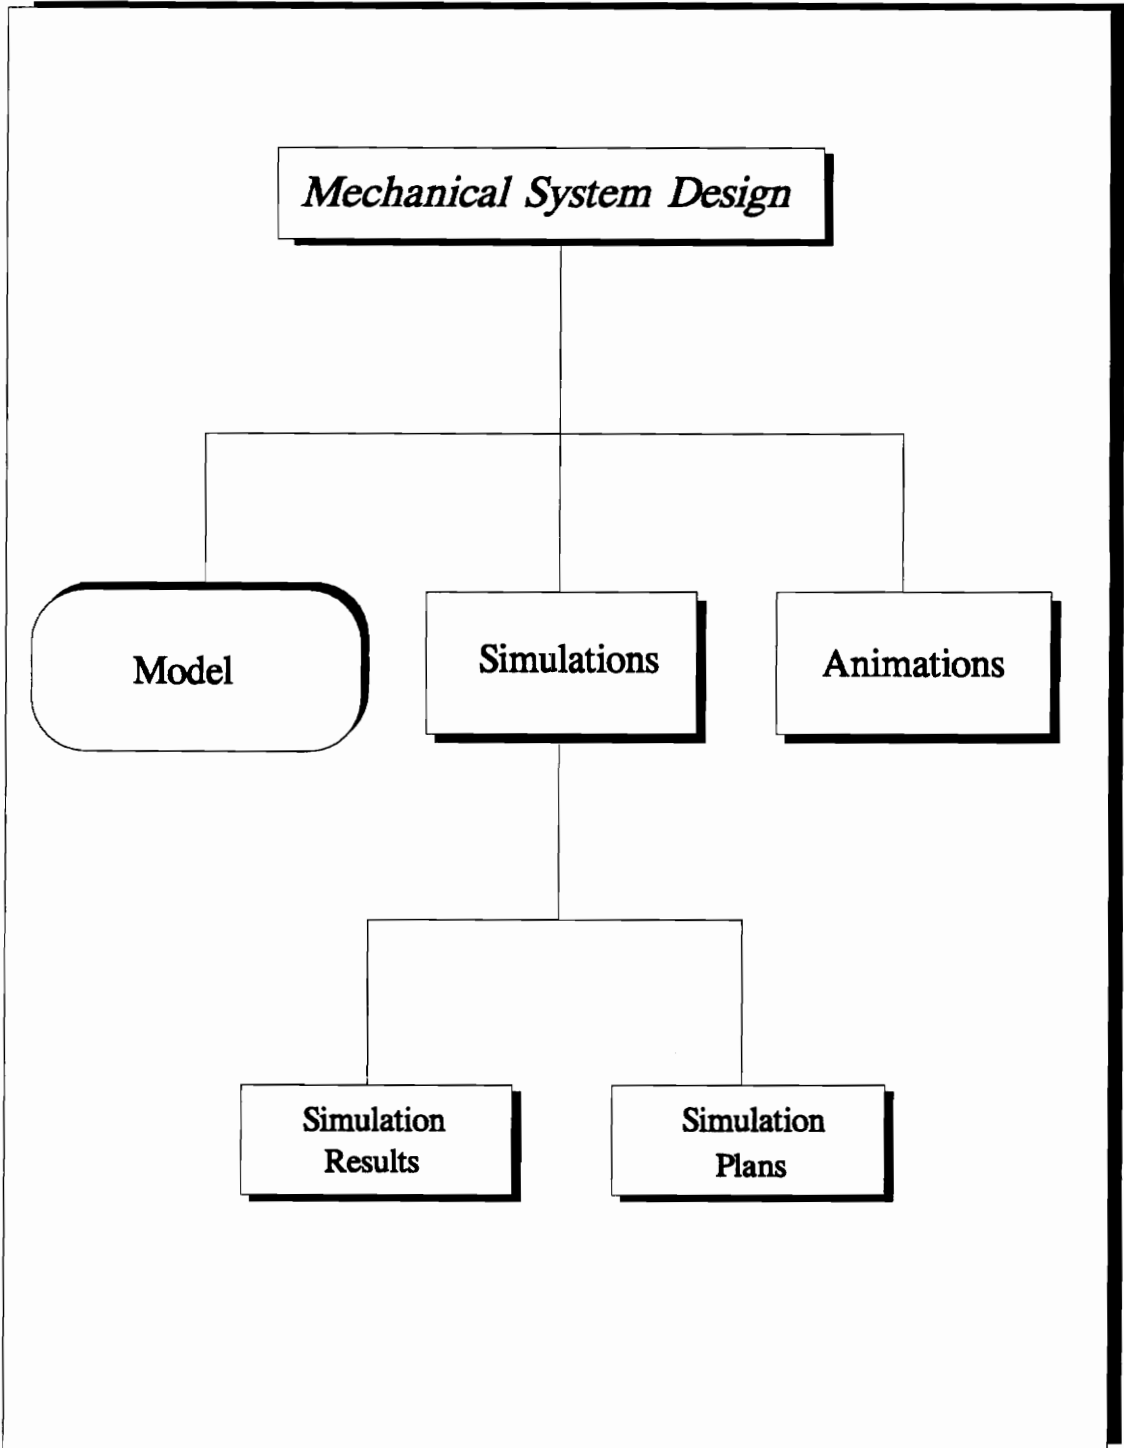 Mechanical System Design
Model
Simulations
Animations
Simulation
Results
Simulation
Plans